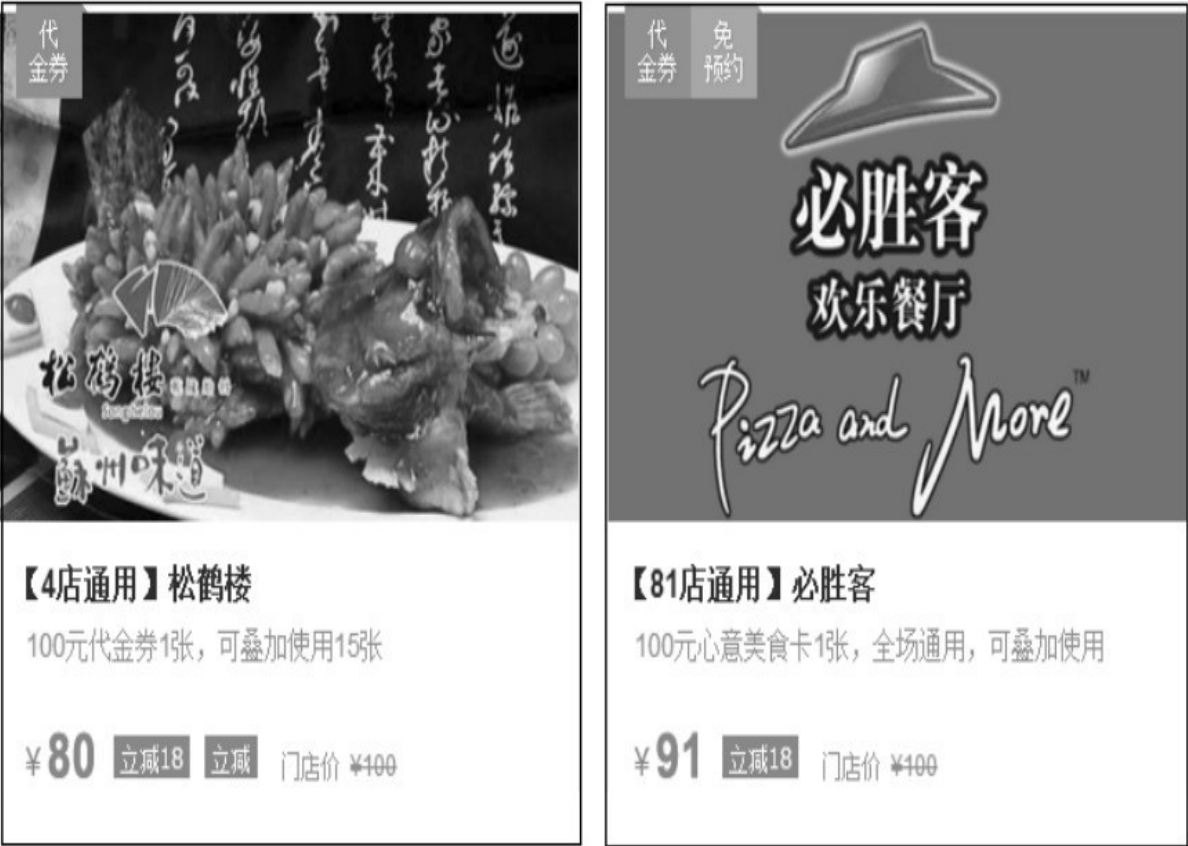 代
金券
松鹤楼
蘇州味道
【4店通用】松鹤楼
100元代金券1张，可叠加使用15张
¥80 立减18 立减 门店价 ¥100
代
金券
免
预约
必胜客
欢乐餐厅
Pizza and More™
【81店通用】必胜客
100元心意美食卡1张，全场通用，可叠加使用
¥91 立减18 门店价 ¥100